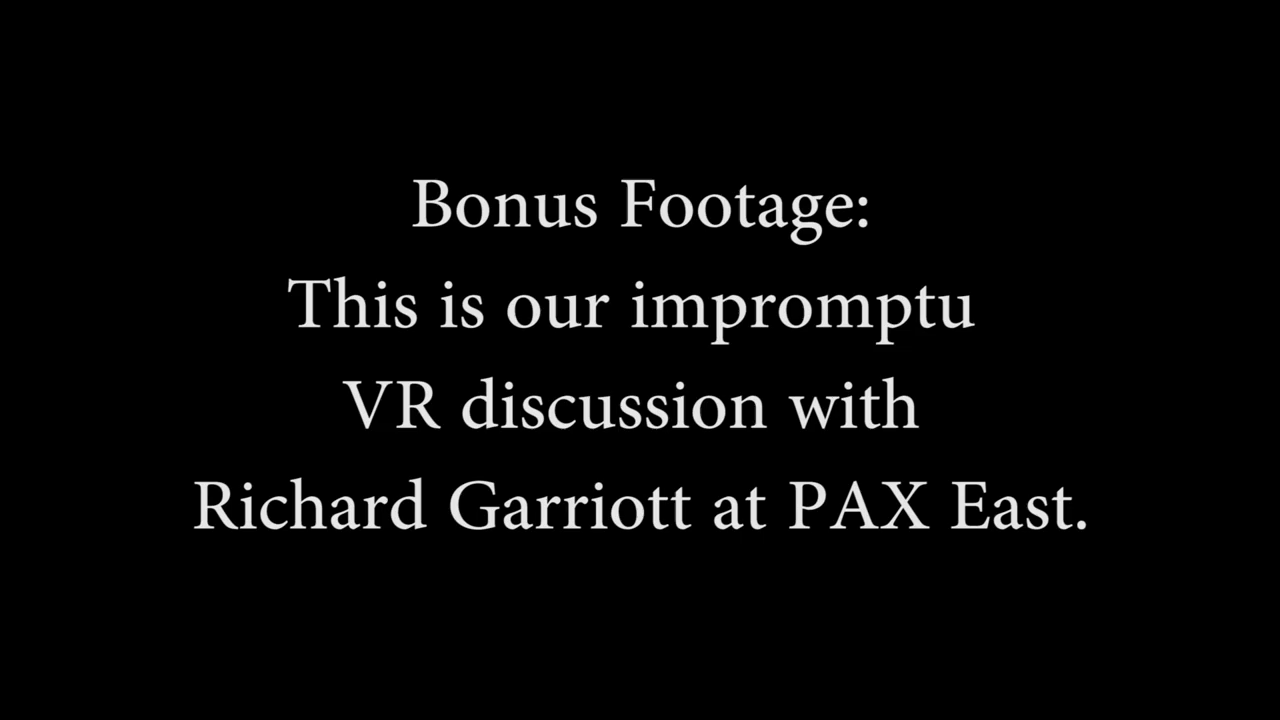 Bonus Footage:
This is our impromptu
VR discussion with
Richard Garriott at PAX East.